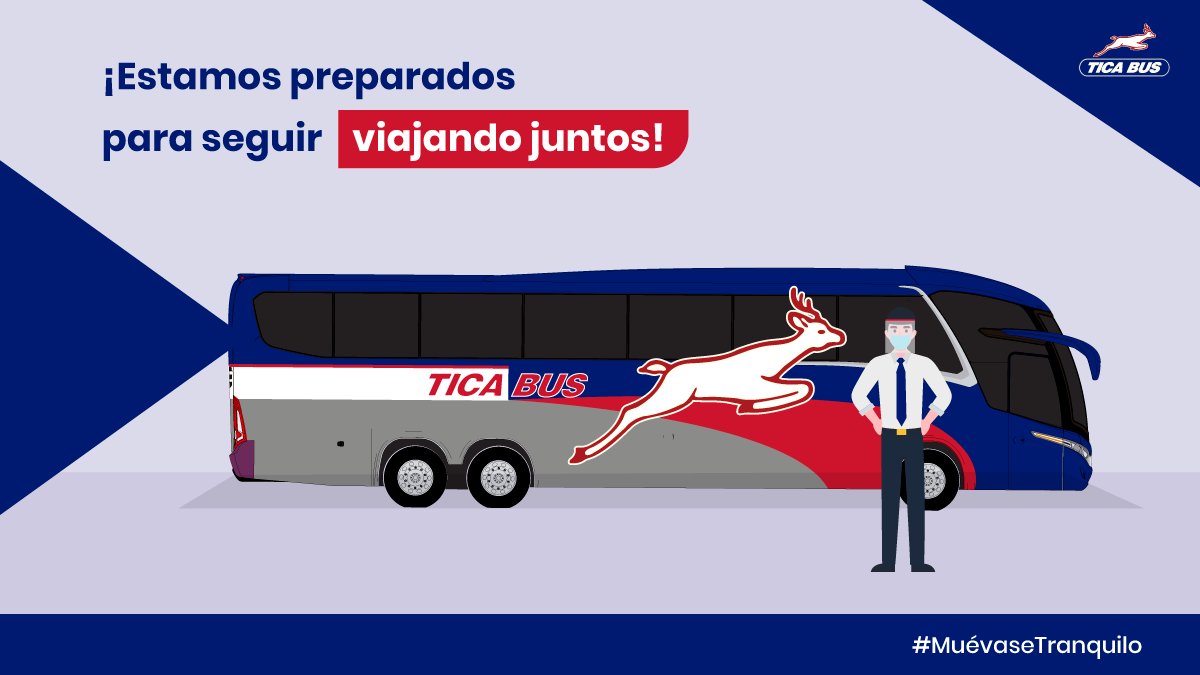 ¡Estamos preparados
para seguir viajando juntos!
TICA BUS
TICA BUS
#MuévaseTranquilo